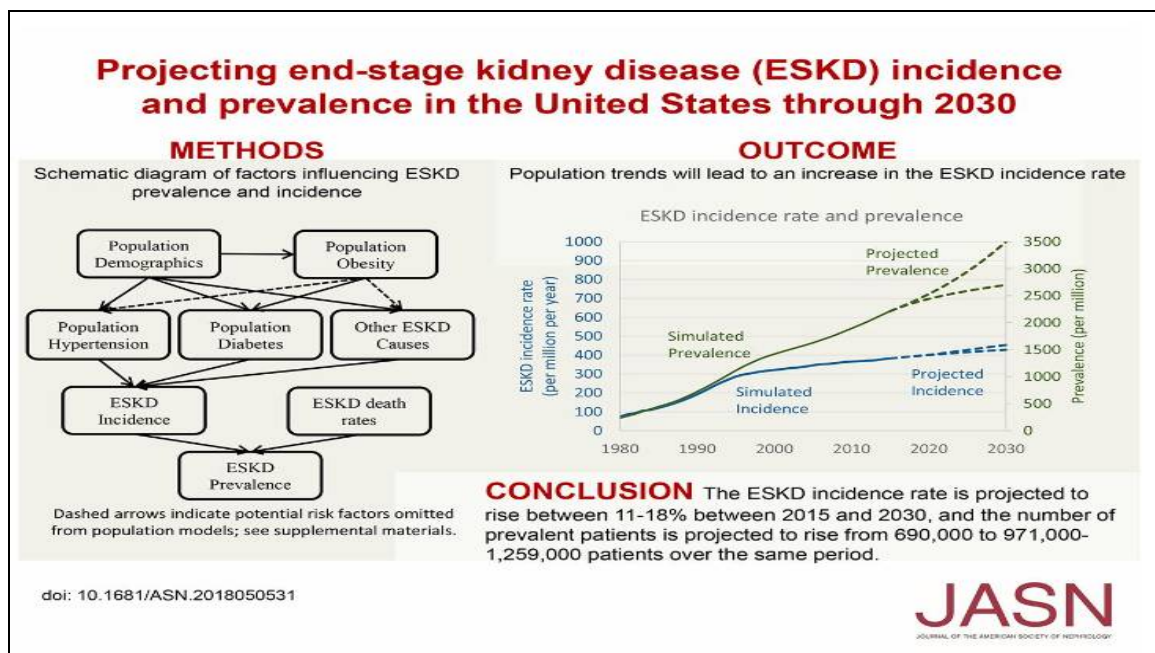 Projecting end-stage kidney disease (ESKD) incidence
and prevalence in the United States through 2030
METHODS
Schematic diagram of factors influencing ESKD
prevalence and incidence
Population
Demographics
Population
Obesity
Population
Hypertension
Population
Diabetes
Other ESKD
Causes
ESKD
Incidence
ESKD death
rates
ESKD
Prevalence
Dashed arrows indicate potential risk factors omitted
from population models; see supplemental materials.
OUTCOME
Population trends will lead to an increase in the ESKD incidence rate
ESKD incidence rate and prevalence
ESKD incidence rate
(per million per year)
1000
900
800
700
600
500
400
300
200
100
0
Simulated
Prevalence
Projected
Prevalence
Simulated
Incidence
Projected
Incidence
3500
3000
2500
2000
1500
1000
500
0
Prevalence (per million)
1980 1990 2000 2010 2020 2030
CONCLUSION The ESKD incidence rate is projected to
rise between 11-18% between 2015 and 2030, and the number of
prevalent patients is projected to rise from 690,000 to 971,000-
1,259,000 patients over the same period.
doi: 10.1681/ASN.2018050531
JASN
JOURNAL OF THE AMERICAN SOCIETY OF NEPHROLOGY